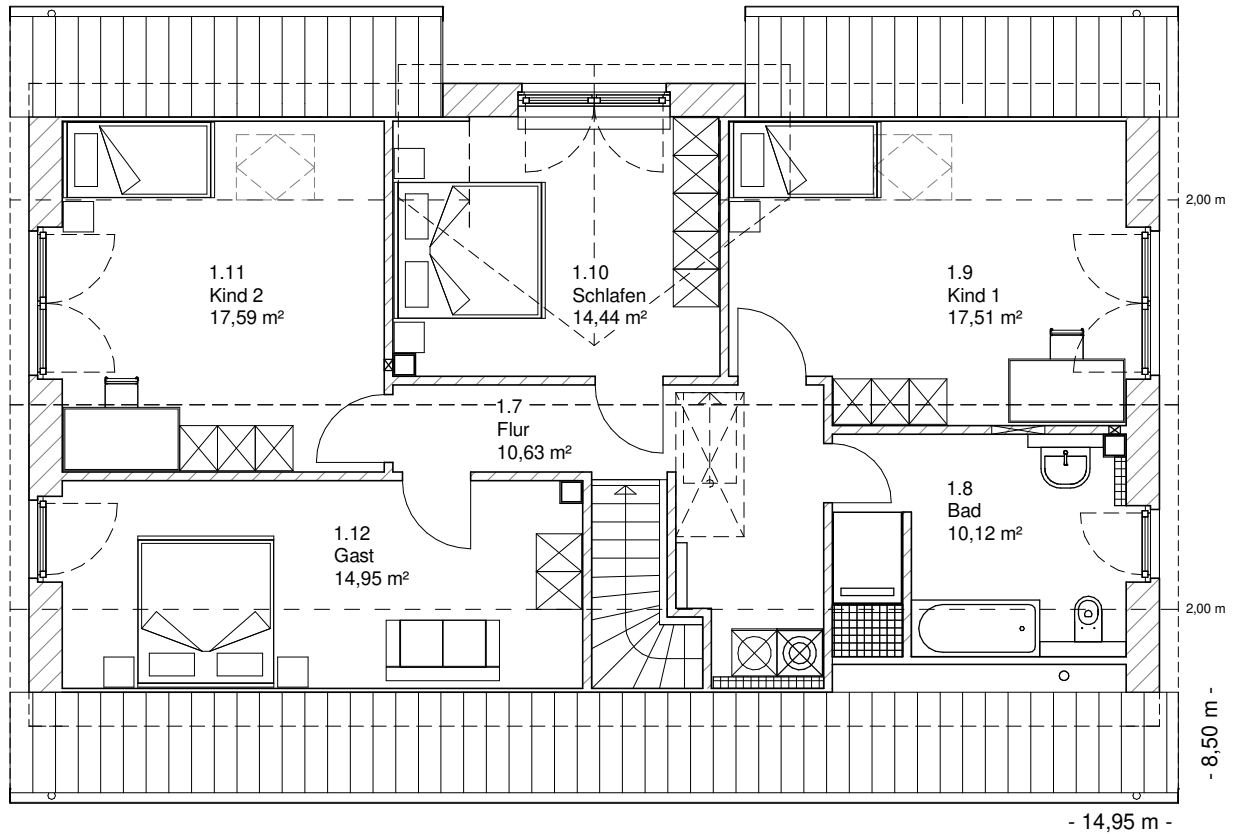 2,00 m
1.11
Kind 2
17,59 m²
1.10
Schlafen
14,44 m²
1.9
Kind 1
17,51 m²
1.7
Flur
10,63 m²
1.8
Bad
10,12 m²
1.12
Gast
14,95 m²
2,00 m
- 8,50 m -
- 14,95 m -